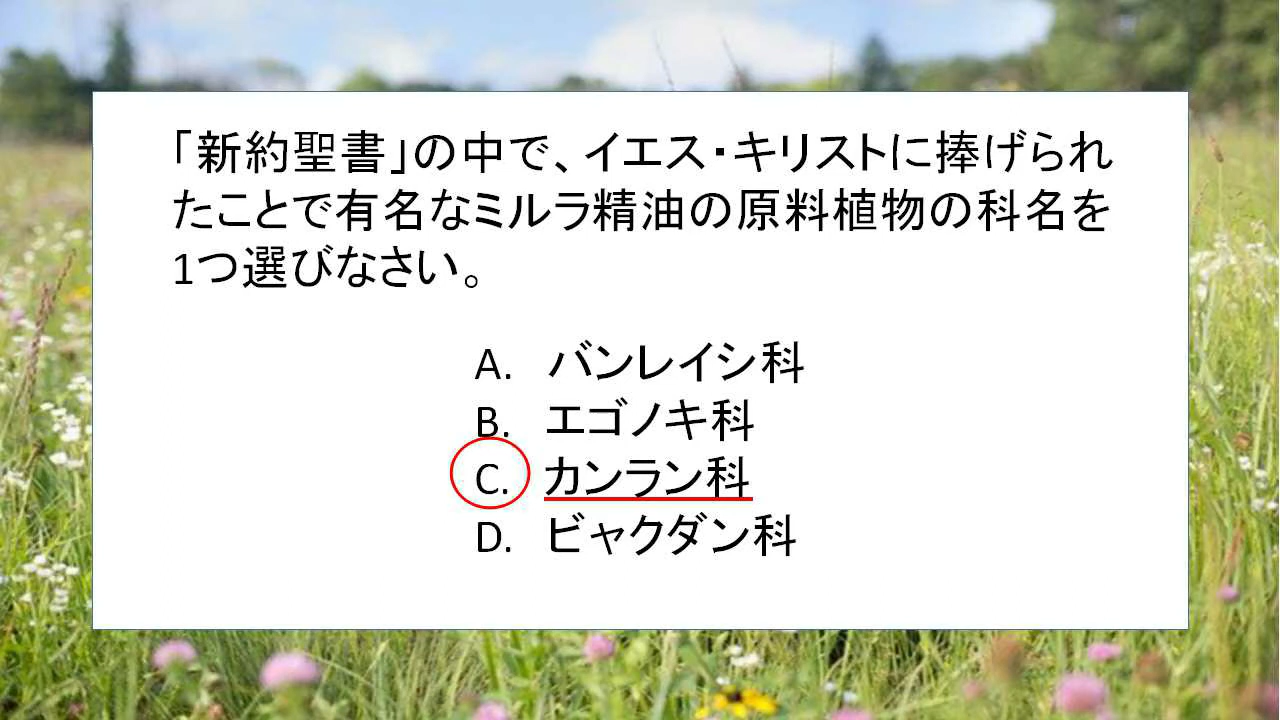 「新約聖書」の中で、イエス・キリストに捧げられ
たことで有名なミルラ精油の原料植物の科名を
1つ選びなさい。
A. バンレイシ科
B. エゴノキ科
C. カンラン科
D. ビャクダン科